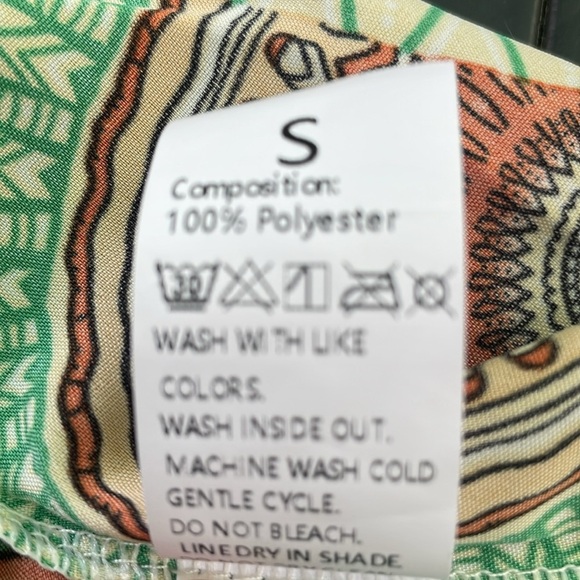 S
Composition:
100% Polyester
30
WASH WITH LIKE
COLORS.
WASH INSIDE OUT.
MACHINE WASH COLD
GENTLE CYCLE.
DO NOT BLEACH.
LINE DRY IN SHADE